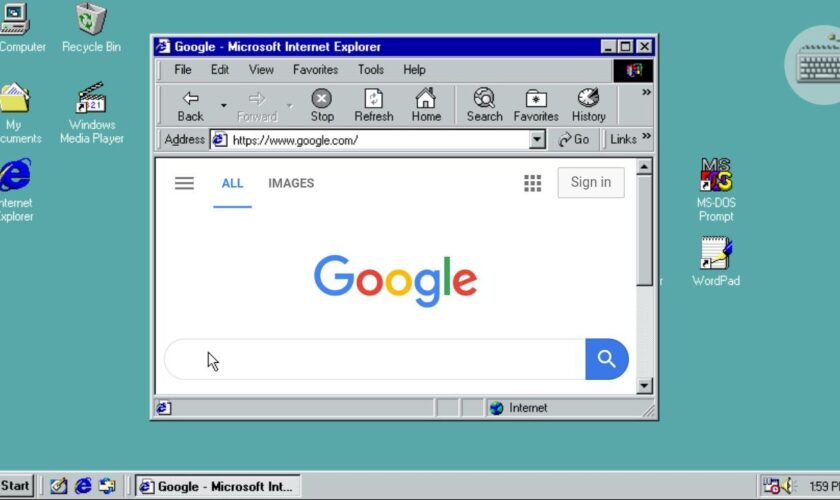 Computer
Recycle Bin
My
cuments
Windows
Media Player
nternet
xplorer
Google - Microsoft Internet Explorer
File Edit View Favorites Tools Help
Back Forward Stop Refresh Home Search Favorites History »
Address https://www.google.com/ Go Links »
ALL IMAGES Sign in
Google
Internet
MS-DOS
Prompt
WordPad
r
Start Google - Microsoft Int... 1:59 P